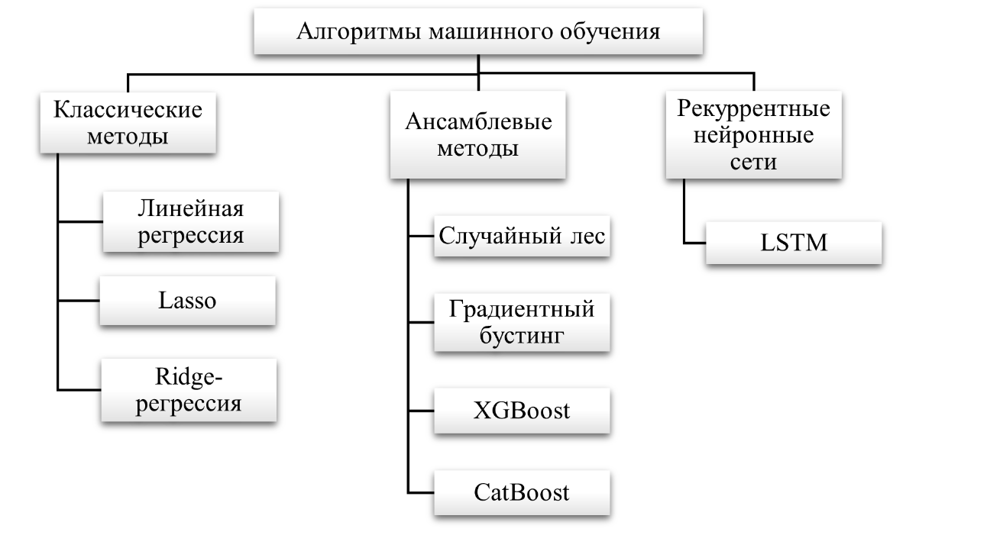 Алгоритмы машинного обучения
Классические
методы
Линейная
регрессия
Lasso
Ridge-
регрессия
Ансамблевые
методы
Случайный лес
Градиентный
бустинг
XGBoost
CatBoost
Рекуррентные
нейронные
сети
LSTM